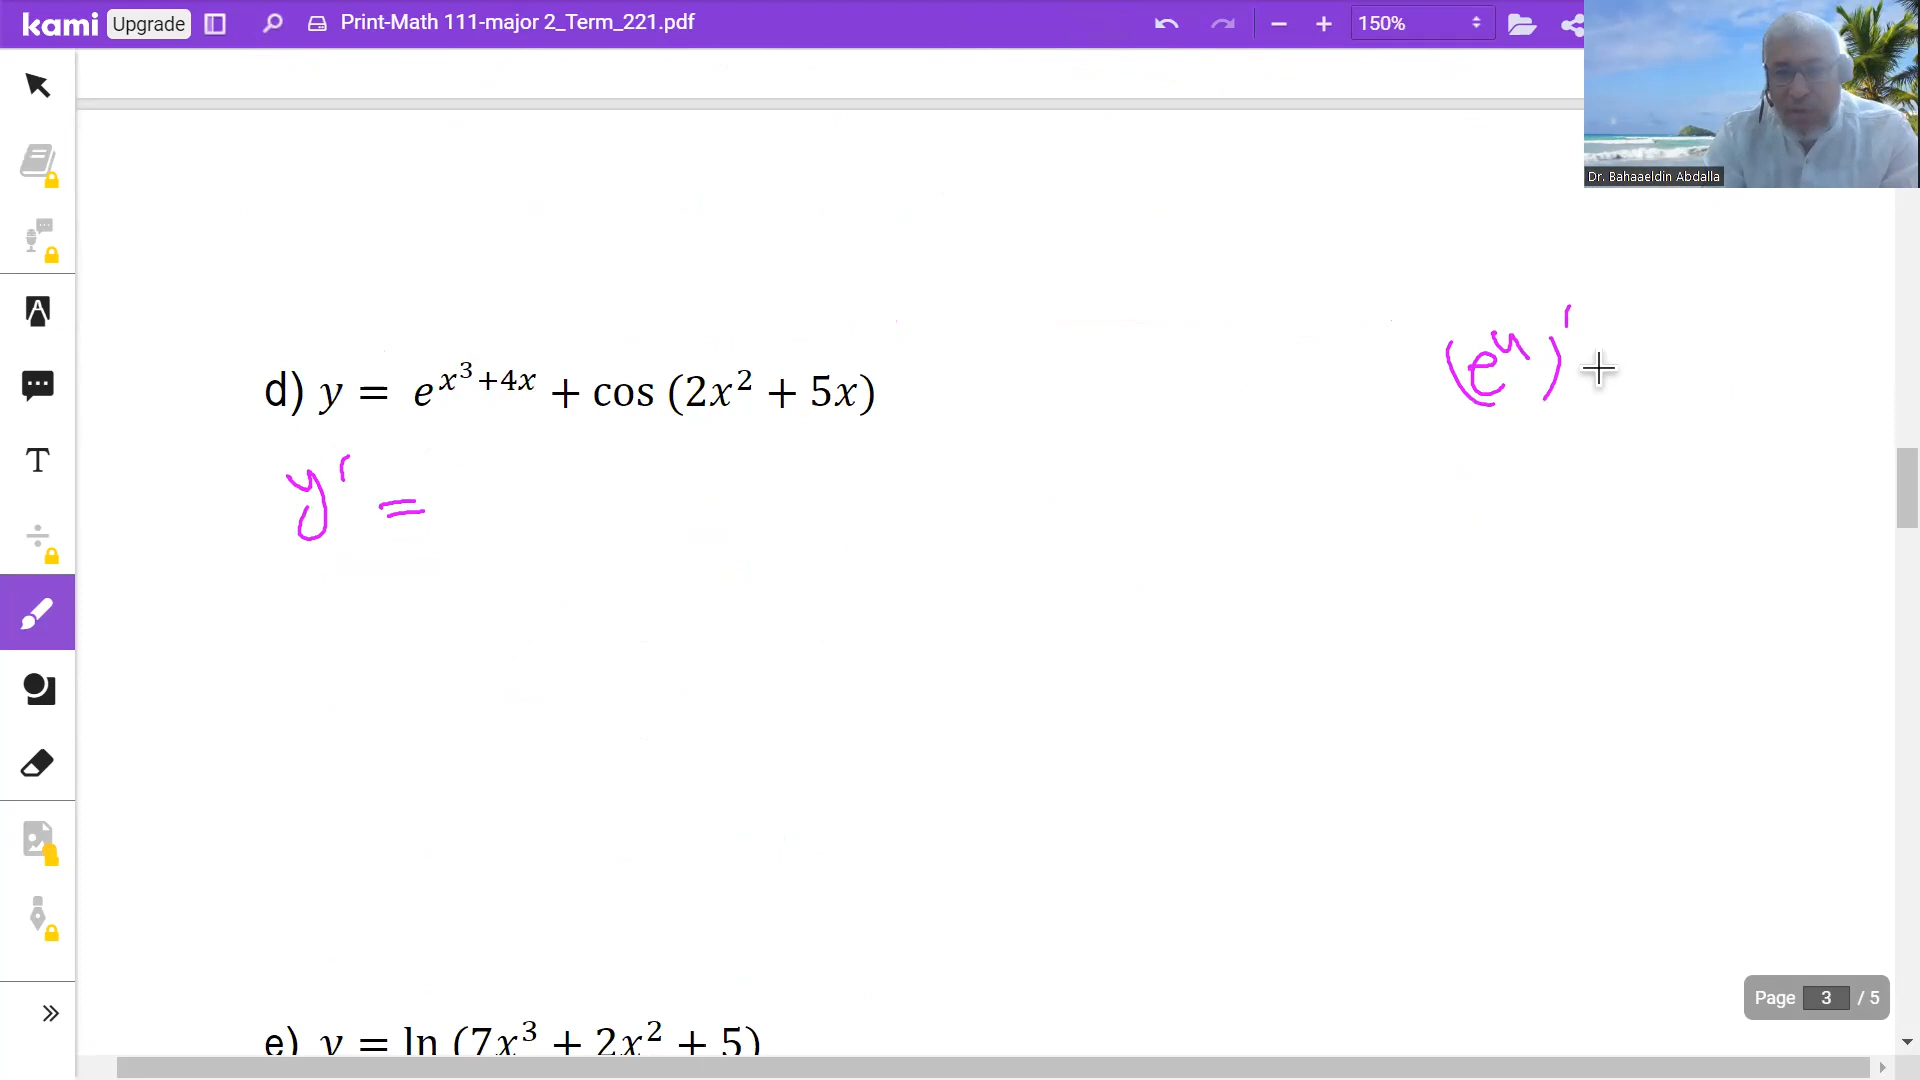 kami Upgrade Print-Math 111-major 2_Term_221.pdf 150%
Dr. Bahaaeldin Abdalla
(e^u)'
d) y = e^{x^3+4x} + cos (2x^2 + 5x)
y' =
Page 3 / 5
e) y = ln (7x^3 + 2x^2 + 5)